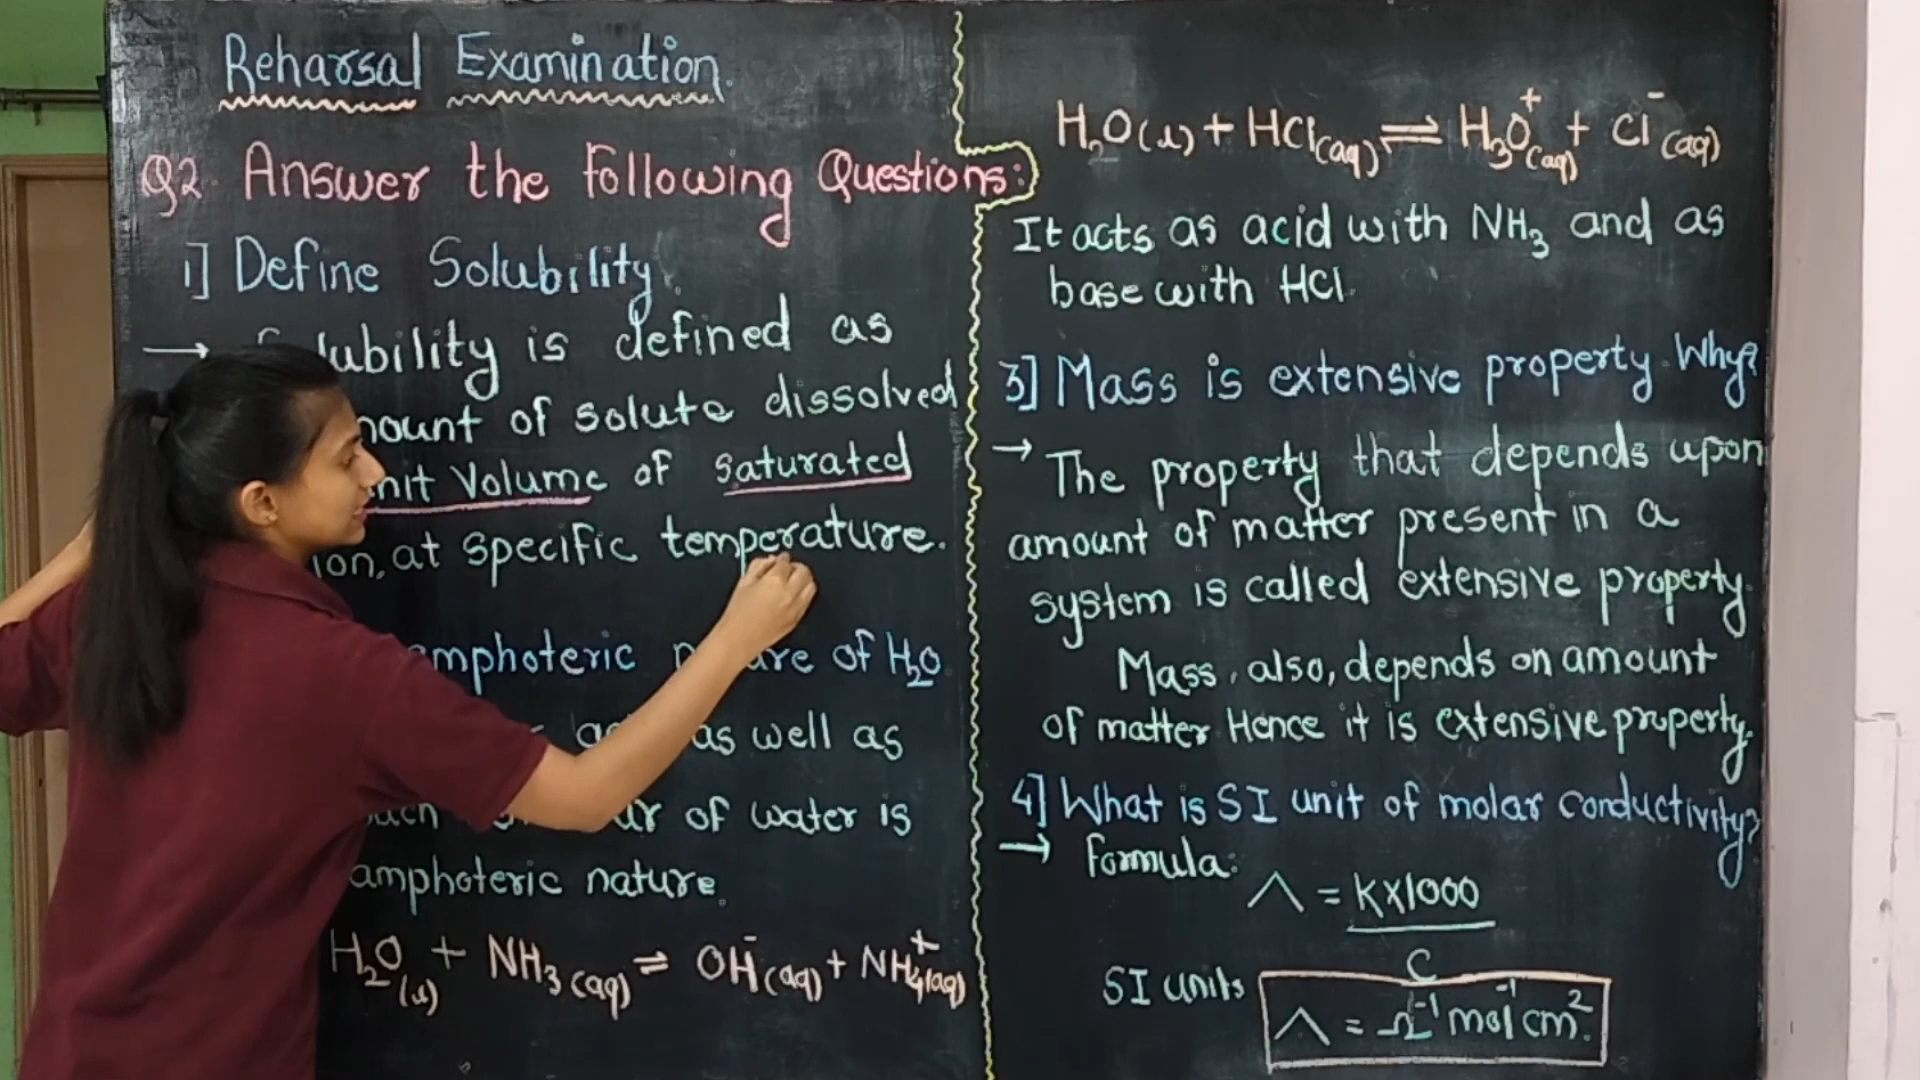 Reharsal Examination.
Q2. Answer the Following Questions:
1] Define Solubility.
→ lubility is defined as
mount of solute dissolved
nit Volume of saturated
ion, at specific temperature.
amphoteric nature of H₂O
as well as
of water is
amphoteric nature.
H₂O(l) + NH₃(aq) ⇌ OH⁻(aq) + NH₄⁺(aq)
H₂O(l) + HCl(aq) ⇌ H₃O⁺(aq) + Cl⁻(aq)
It acts as acid with NH₃ and as
base with HCl.
3] Mass is extensive property. Why?
→ The property that depends upon
amount of matter present in a
system is called extensive property.
Mass, also, depends on amount
of matter Hence it is extensive property.
4] What is SI unit of molar conductivity?
→ Formula:
Λ = K×1000
C
SI units
Λ = Ω⁻¹ mol⁻¹ cm².